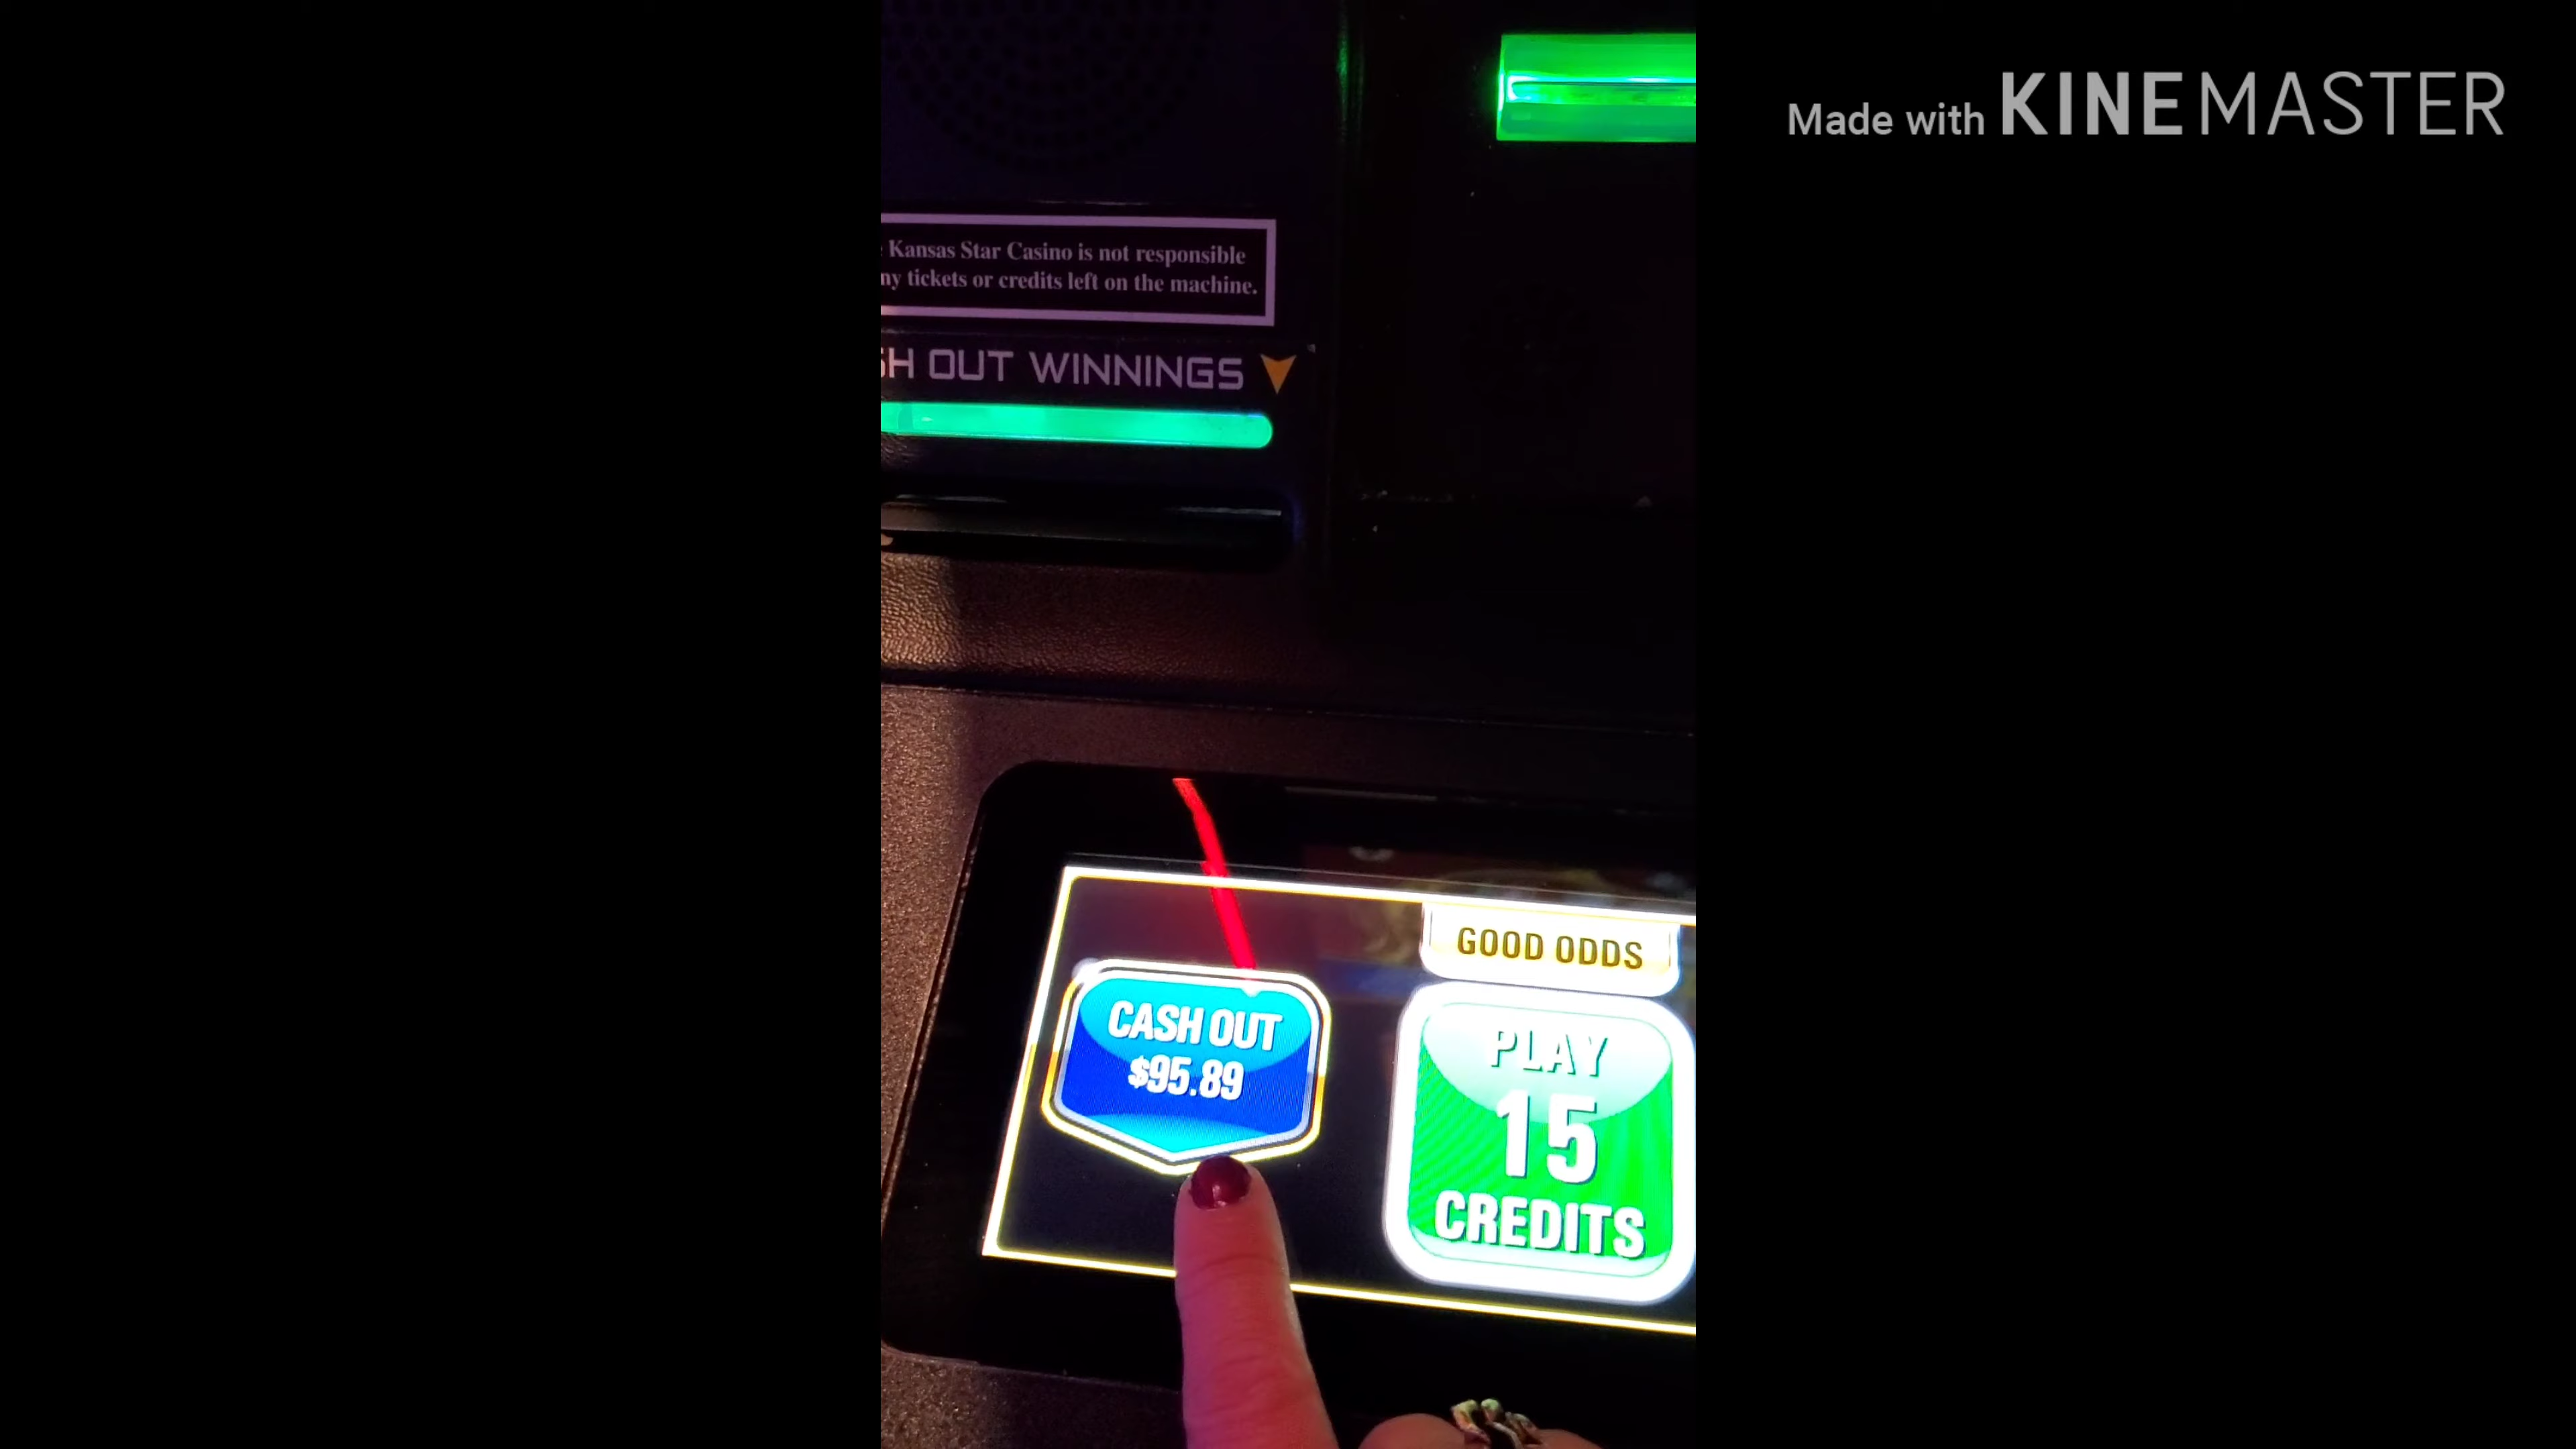 Made with KINEMASTER
Kansas Star Casino is not responsible
tickets or credits left on the machine.
OUT WINNINGS
GOOD ODDS
CASH OUT
$95.89
PLAY
15
CREDITS